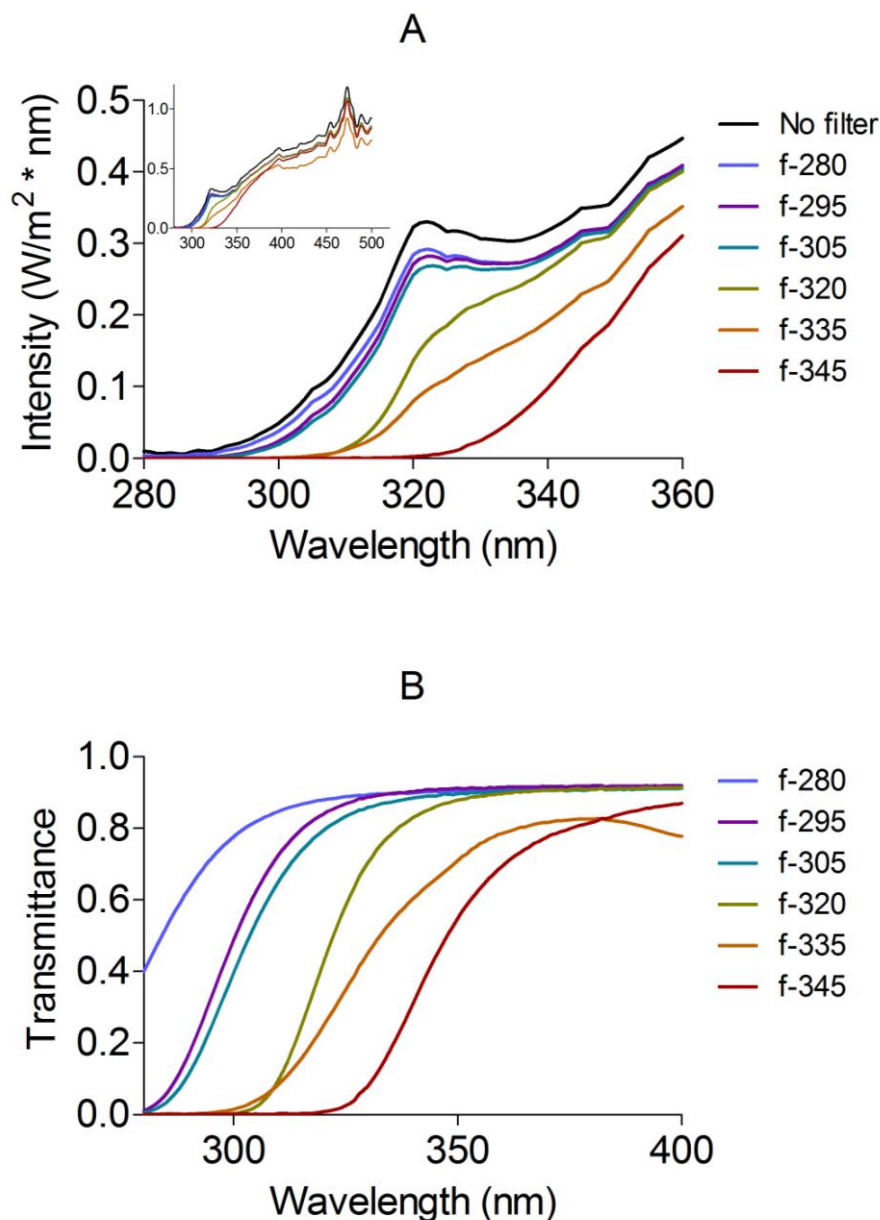 A
Intensity (W/m² * nm)
0.5
0.4
0.3
0.2
0.1
0.0
280
300
320
340
360
Wavelength (nm)
1.0
0.5
0.0
300
350
400
450
500
No filter
f-280
f-295
f-305
f-320
f-335
f-345
B
Transmittance
1.0
0.8
0.6
0.4
0.2
0.0
300
350
400
Wavelength (nm)
f-280
f-295
f-305
f-320
f-335
f-345